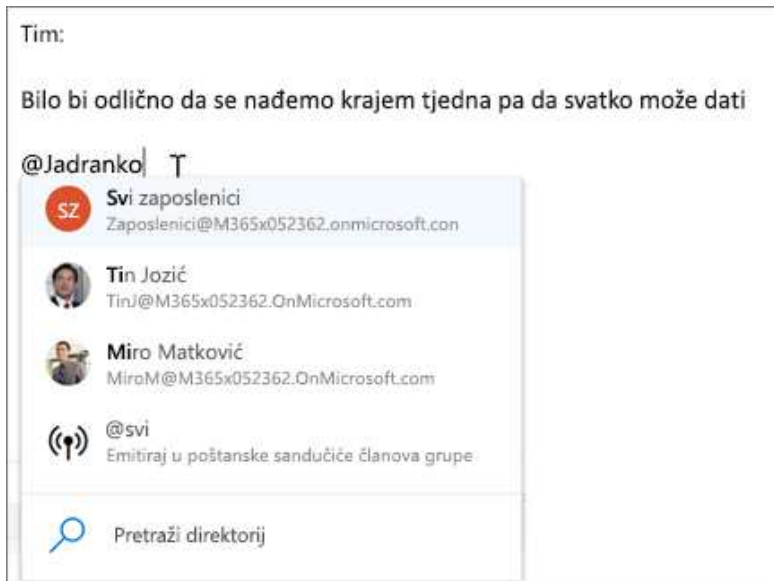 Tim:
Bilo bi odlično da se nađemo krajem tjedna pa da svatko može dati
@Jadranko
SZ
Svi zaposlenici
Zaposlenici@M365x052362.onmicrosoft.con
Tin Jozić
TinJ@M365x052362.OnMicrosoft.com
Miro Matković
MiroM@M365x052362.OnMicrosoft.com
@svi
Emitiraj u poštanske sandučiće članova grupe
Pretraži direktorij